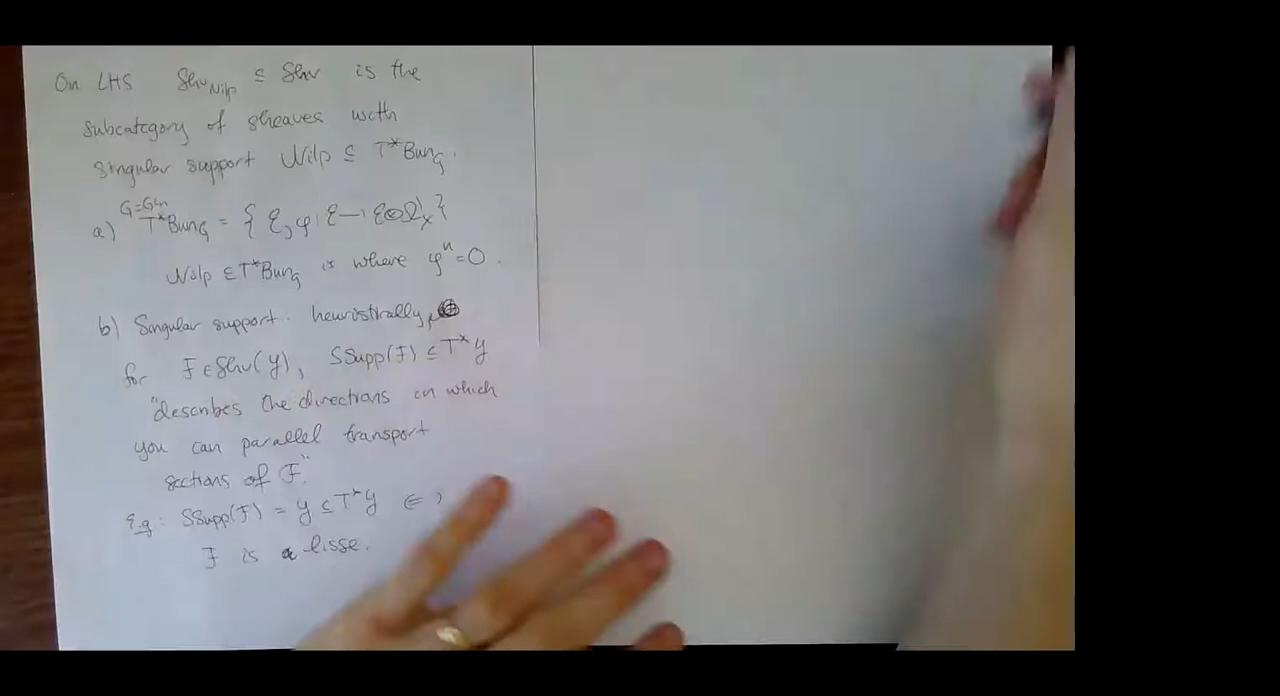 On LHS Shv_Nilp ⊆ Shv is the
subcategory of sheaves with
singular support Nilp ⊆ T*Bun_G.
G=GLn
a) T*Bun_G = { ℰ, φ: ℰ → ℰ⊗Ω¹_X }
Nilp ⊆ T*Bun_G is where φⁿ=0.
b) Singular support. heuristically,
for F ∈ Shv(Y), SSupp(F) ⊆ T*Y
"describes the directions in which
you can parallel transport
sections of F."
E.g: SSupp(F) = Y ⊆ T*Y ⇔
F is a lisse.